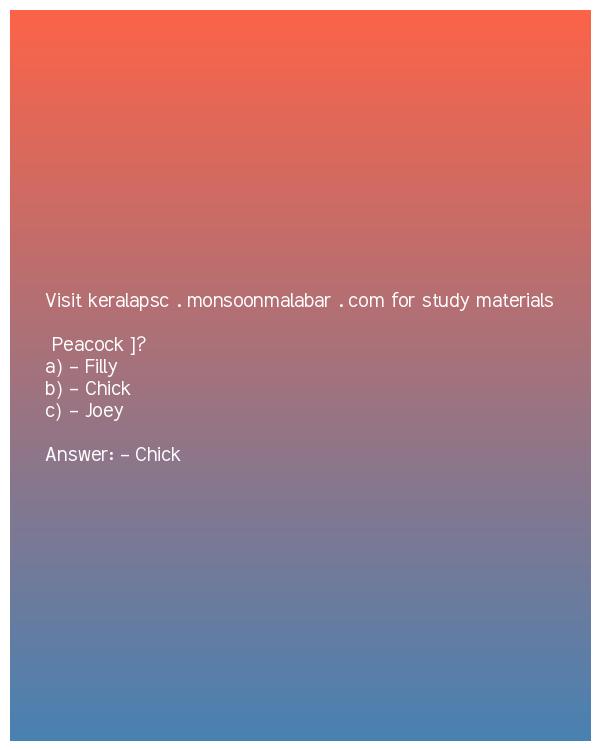 Visit keralapsc . monsoonmalabar . com for study materials
Peacock ]?
a) – Filly
b) – Chick
c) – Joey
Answer: – Chick